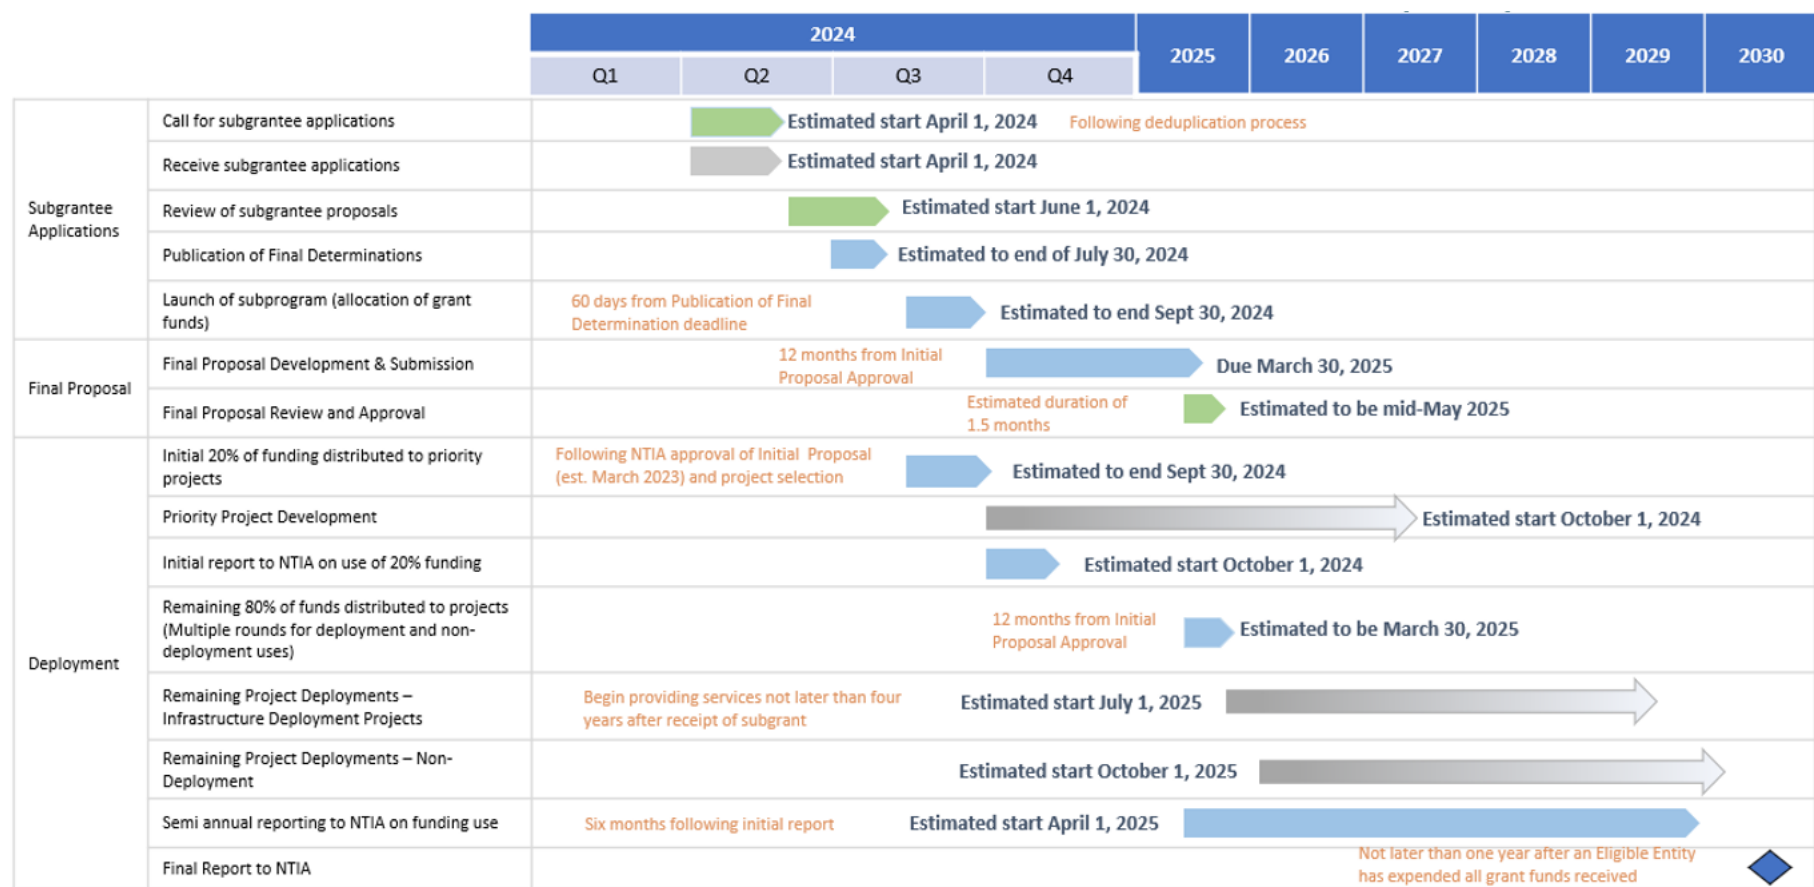 2024
2025
2026
2027
2028
2029
2030
Q1
Q2
Q3
Q4
Subgrantee
Applications
Call for subgrantee applications
Estimated start April 1, 2024
Following deduplication process
Receive subgrantee applications
Estimated start April 1, 2024
Review of subgrantee proposals
Estimated start June 1, 2024
Publication of Final Determinations
Estimated to end of July 30, 2024
Launch of subprogram (allocation of grant
funds)
60 days from Publication of Final
Determination deadline
Estimated to end Sept 30, 2024
Final Proposal
Final Proposal Development & Submission
12 months from Initial
Proposal Approval
Due March 30, 2025
Final Proposal Review and Approval
Estimated duration of
1.5 months
Estimated to be mid-May 2025
Deployment
Initial 20% of funding distributed to priority
projects
Following NTIA approval of Initial Proposal
(est. March 2023) and project selection
Estimated to end Sept 30, 2024
Priority Project Development
Estimated start October 1, 2024
Initial report to NTIA on use of 20% funding
Estimated start October 1, 2024
Remaining 80% of funds distributed to projects
(Multiple rounds for deployment and non-
deployment uses)
12 months from Initial
Proposal Approval
Estimated to be March 30, 2025
Remaining Project Deployments –
Infrastructure Deployment Projects
Begin providing services not later than four
years after receipt of subgrant
Estimated start July 1, 2025
Remaining Project Deployments – Non-
Deployment
Estimated start October 1, 2025
Semi annual reporting to NTIA on funding use
Six months following initial report
Estimated start April 1, 2025
Final Report to NTIA
Not later than one year after an Eligible Entity
has expended all grant funds received